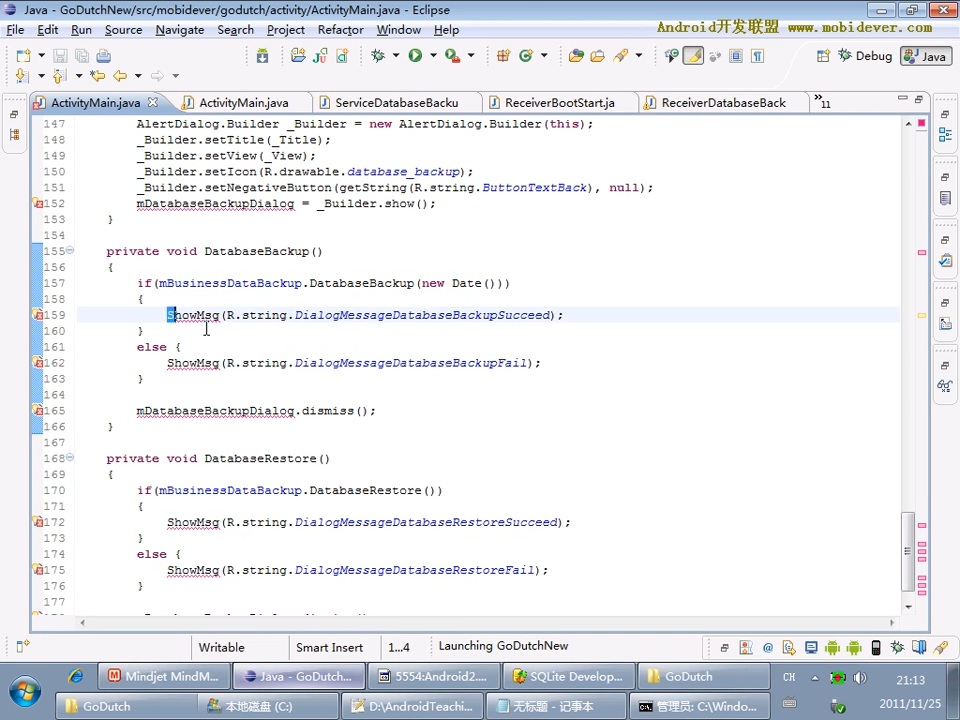 Java - GoDutchNew/src/mobidever/godutch/activity/ActivityMain.java - Eclipse
File Edit Run Source Navigate Search Project Refactor Window Help
Android开发联盟 www.mobidever.com
Debug Java
ActivityMain.java ActivityMain.java ServiceDatabaseBacku ReceiverBootStart.ja ReceiverDatabaseBack »11
147 AlertDialog.Builder _Builder = new AlertDialog.Builder(this);
148 _Builder.setTitle(_Title);
149 _Builder.setView(_View);
150 _Builder.setIcon(R.drawable.database_backup);
151 _Builder.setNegativeButton(getString(R.string.ButtonTextBack), null);
152 mDatabaseBackupDialog = _Builder.show();
153 }
154
155 private void DatabaseBackup()
156 {
157 if(mBusinessDataBackup.DatabaseBackup(new Date()))
158 {
159 ShowMsg(R.string.DialogMessageDatabaseBackupSucceed);
160 }
161 else {
162 ShowMsg(R.string.DialogMessageDatabaseBackupFail);
163 }
164
165 mDatabaseBackupDialog.dismiss();
166 }
167
168 private void DatabaseRestore()
169 {
170 if(mBusinessDataBackup.DatabaseRestore())
171 {
172 ShowMsg(R.string.DialogMessageDatabaseRestoreSucceed);
173 }
174 else {
175 ShowMsg(R.string.DialogMessageDatabaseRestoreFail);
176 }
177
Writable Smart Insert 1...4 Launching GoDutchNew
Mindjet MindM... Java - GoDutch... 5554:Android2.... SQLite Develop... GoDutch CH 21:13
GoDutch 本地磁盘 (C:) D:\AndroidTeachi... 无标题 - 记事本 管理员: C:\Windo... 2011/11/25